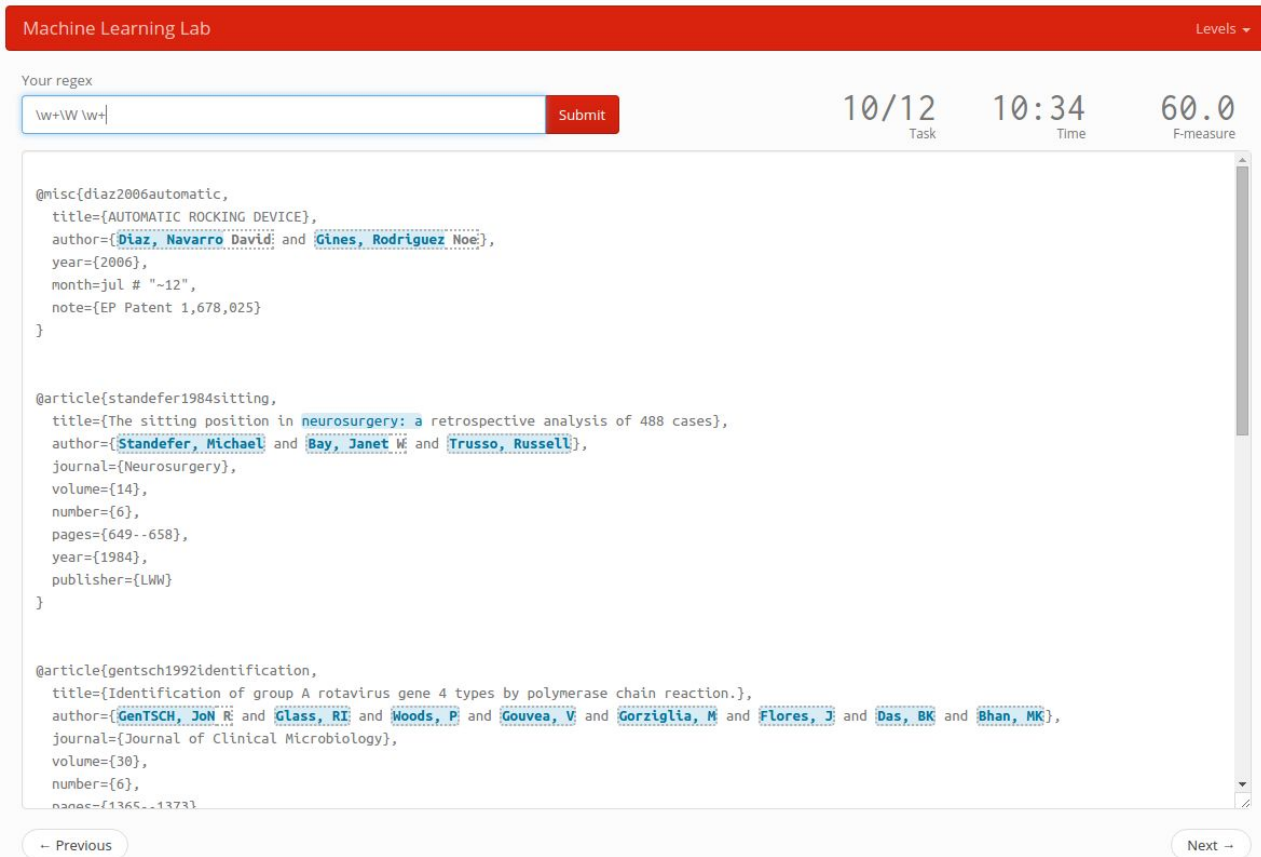 Machine Learning Lab
Levels
Your regex
\w+\W \w+
Submit
10/12
Task
10:34
Time
60.0
F-measure
@misc{diaz2006automatic,
title={AUTOMATIC ROCKING DEVICE},
author={Diaz, Navarro David and Gines, Rodriguez Noe},
year={2006},
month=jul # "~12",
note={EP Patent 1,678,025}
}
@article{standefer1984sitting,
title={The sitting position in neurosurgery: a retrospective analysis of 488 cases},
author={Standefer, Michael and Bay, Janet W and Trusso, Russell},
journal={Neurosurgery},
volume={14},
number={6},
pages={649--658},
year={1984},
publisher={LWW}
}
@article{gentsch1992identification,
title={Identification of group A rotavirus gene 4 types by polymerase chain reaction.},
author={GenTSCH, JoN R and Glass, RI and Woods, P and Gouvea, V and Gorziglia, M and Flores, J and Das, BK and Bhan, MK},
journal={Journal of Clinical Microbiology},
volume={30},
number={6},
pages={1365--1373}
← Previous
Next →